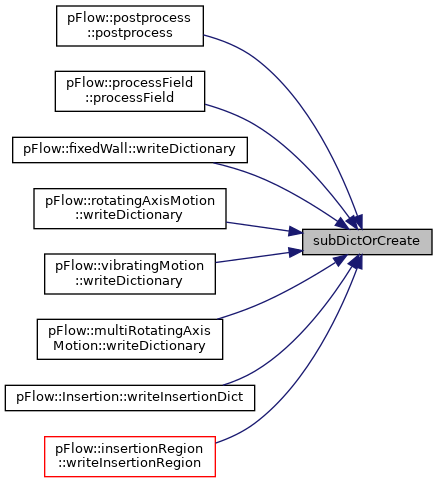 pFlow::postprocess
::postprocess
pFlow::processField
::processField
pFlow::fixedWall::writeDictionary
pFlow::rotatingAxisMotion
::writeDictionary
subDictOrCreate
pFlow::vibratingMotion
::writeDictionary
pFlow::multiRotatingAxis
Motion::writeDictionary
pFlow::Insertion::writeInsertionDict
pFlow::insertionRegion
::writeInsertionRegion